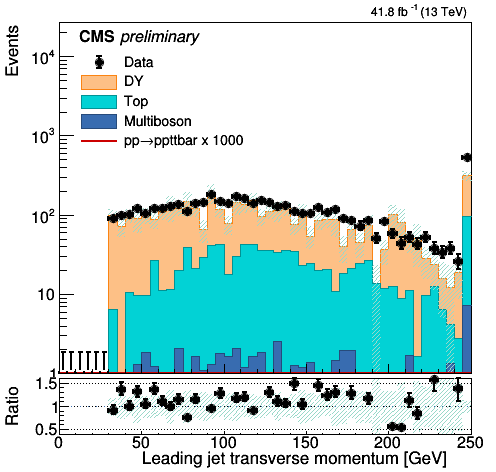 41.8 fb⁻¹ (13 TeV)
CMS preliminary
Data
DY
Top
Multiboson
pp→ppttbar x 1000
Events
10⁴
10³
10²
10
1
Ratio
1.5
1
0.5
0 50 100 150 200 250
Leading jet transverse momentum [GeV]